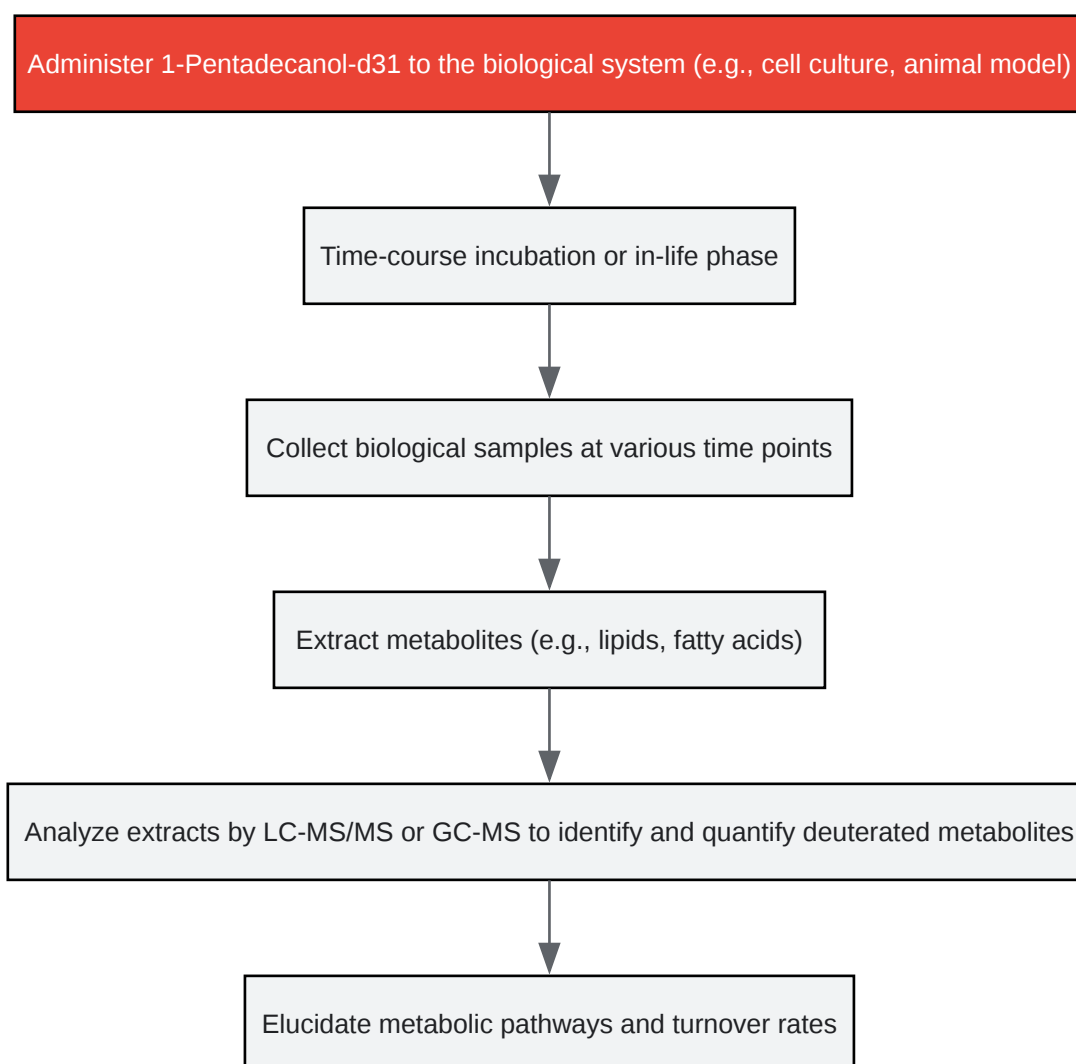 Administer 1-Pentadecanol-d31 to the biological system (e.g., cell culture, animal model)
Time-course incubation or in-life phase
Collect biological samples at various time points
Extract metabolites (e.g., lipids, fatty acids)
Analyze extracts by LC-MS/MS or GC-MS to identify and quantify deuterated metabolites
Elucidate metabolic pathways and turnover rates